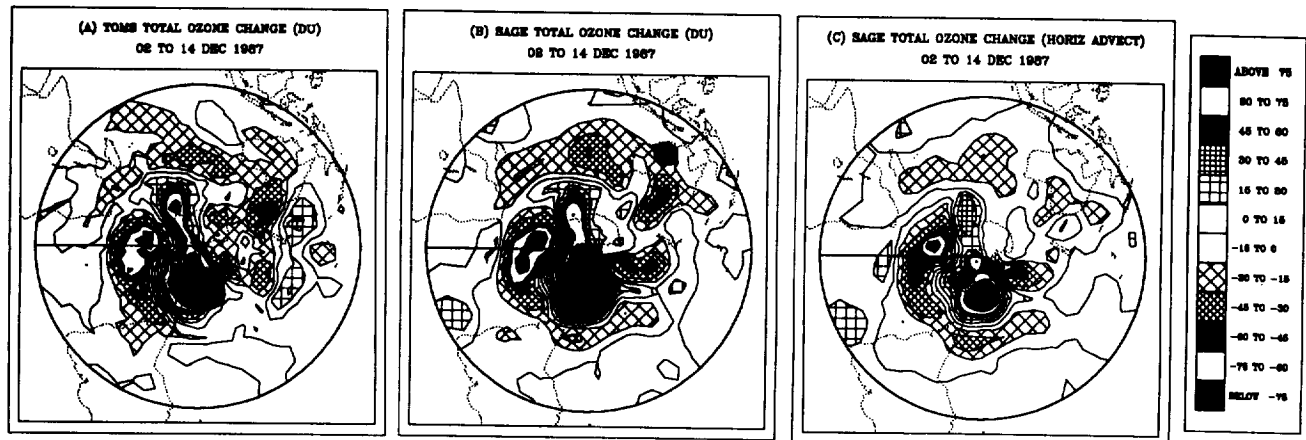 (A) TOMS TOTAL OZONE CHANGE (DU)
02 TO 14 DEC 1987
(B) SAGE TOTAL OZONE CHANGE (DU)
02 TO 14 DEC 1987
(C) SAGE TOTAL OZONE CHANGE (HORIZ ADVECT)
02 TO 14 DEC 1987
ABOVE 75
60 TO 75
45 TO 60
30 TO 45
15 TO 30
0 TO 15
-15 TO 0
-30 TO -15
-45 TO -30
-60 TO -45
-75 TO -60
BELOW -75